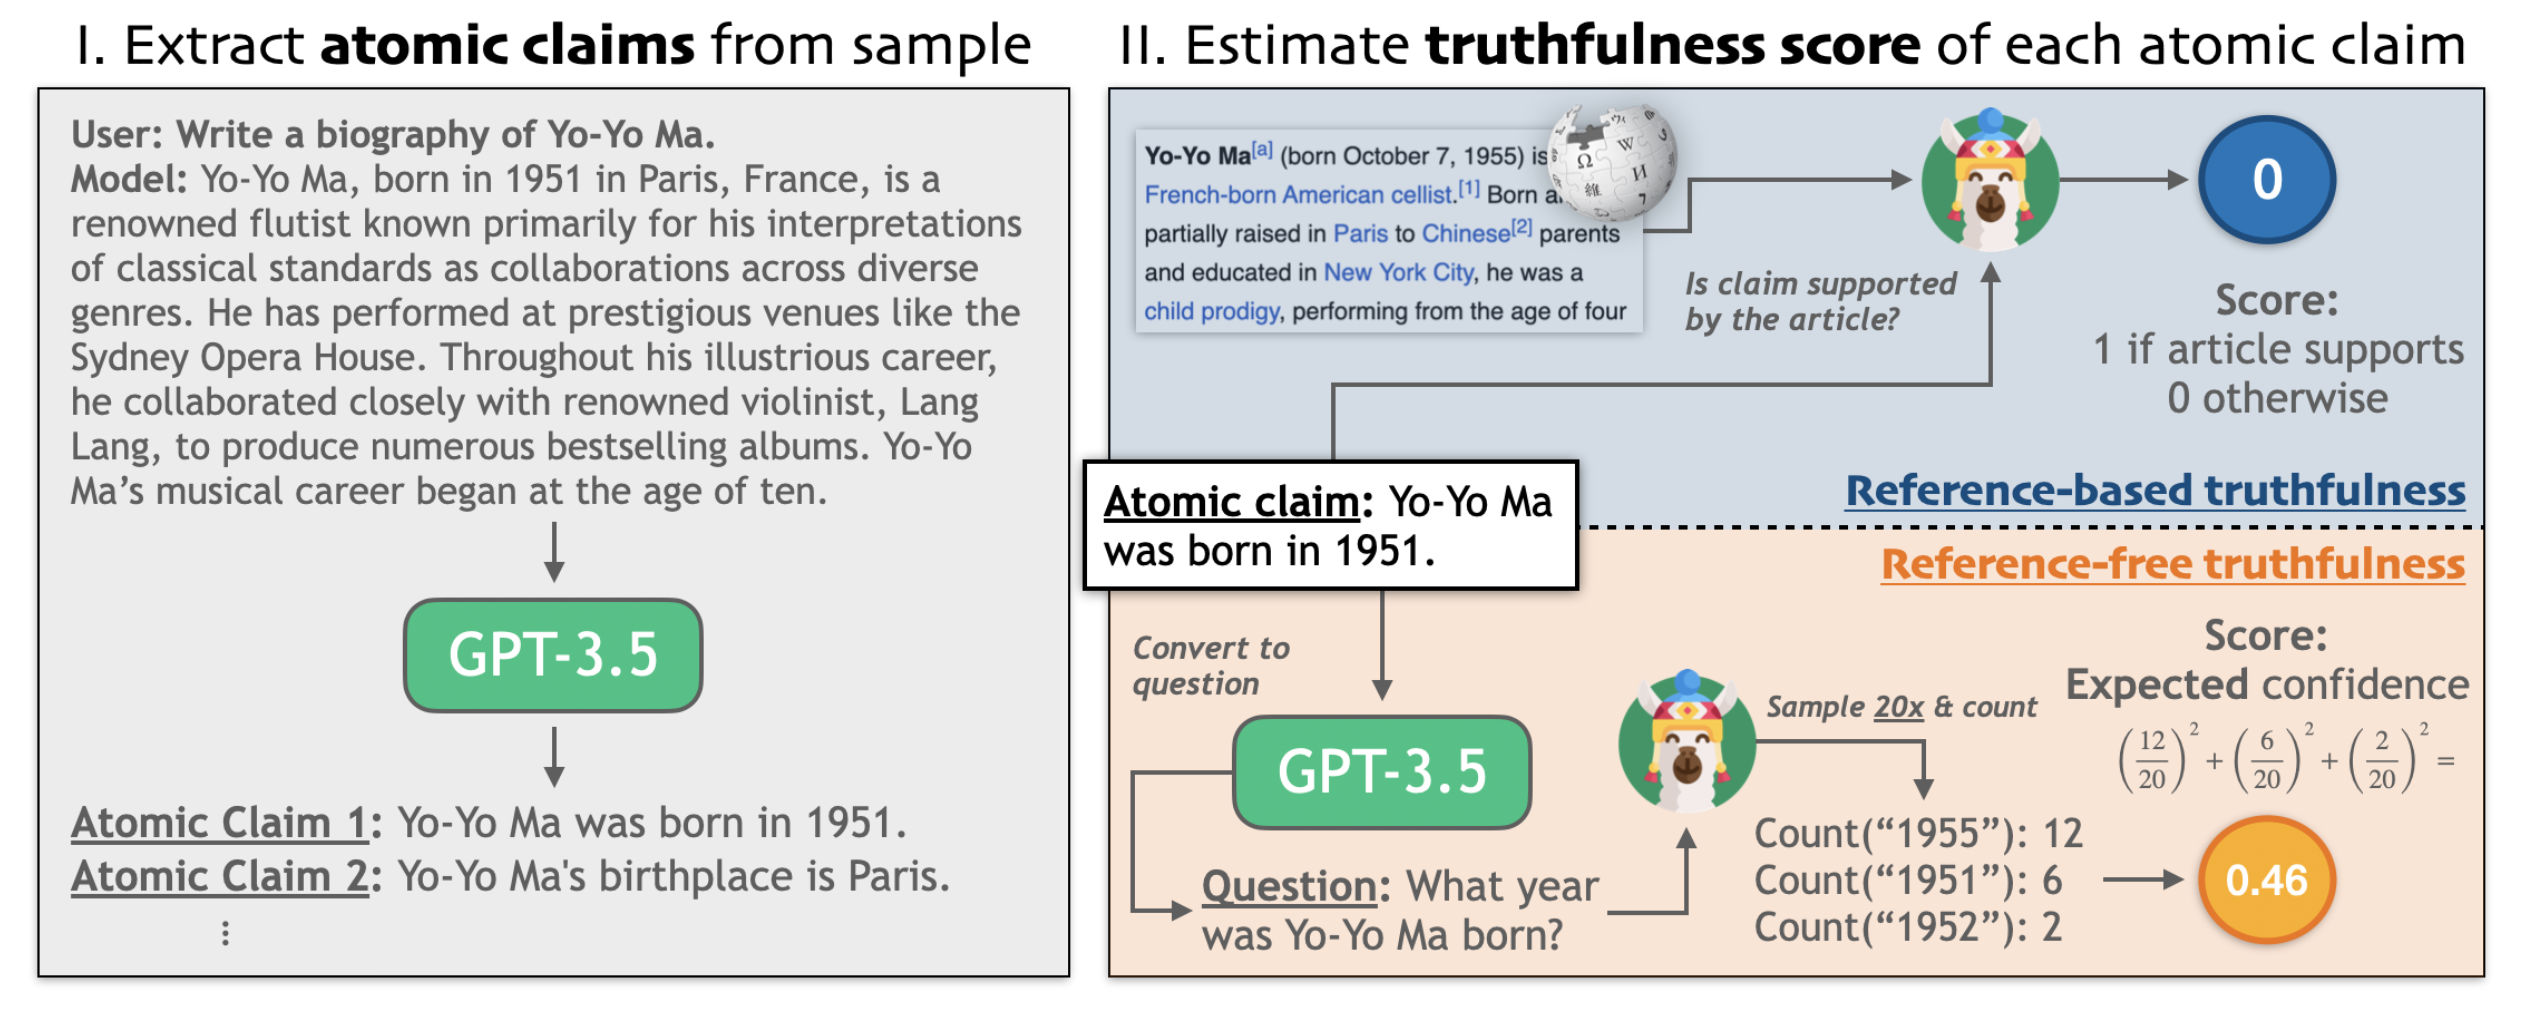 I. Extract atomic claims from sample
User: Write a biography of Yo-Yo Ma.
Model: Yo-Yo Ma, born in 1951 in Paris, France, is a
renowned flutist known primarily for his interpretations
of classical standards as collaborations across diverse
genres. He has performed at prestigious venues like the
Sydney Opera House. Throughout his illustrious career,
he collaborated closely with renowned violinist, Lang
Lang, to produce numerous bestselling albums. Yo-Yo
Ma's musical career began at the age of ten.
GPT-3.5
Atomic Claim 1: Yo-Yo Ma was born in 1951.
Atomic Claim 2: Yo-Yo Ma's birthplace is Paris.
⋮
II. Estimate truthfulness score of each atomic claim
Yo-Yo Ma[a] (born October 7, 1955) is
French-born American cellist.[1] Born
partially raised in Paris to Chinese[2] parents
and educated in New York City, he was a
child prodigy, performing from the age of four
Is claim supported
by the article?
0
Score:
1 if article supports
0 otherwise
Reference-based truthfulness
Atomic claim: Yo-Yo Ma
was born in 1951.
Reference-free truthfulness
Convert to
question
GPT-3.5
Question: What year
was Yo-Yo Ma born?
Sample 20x & count
Count("1955"): 12
Count("1951"): 6
Count("1952"): 2
Score:
Expected confidence
(12/20)² + (6/20)² + (2/20)² =
0.46